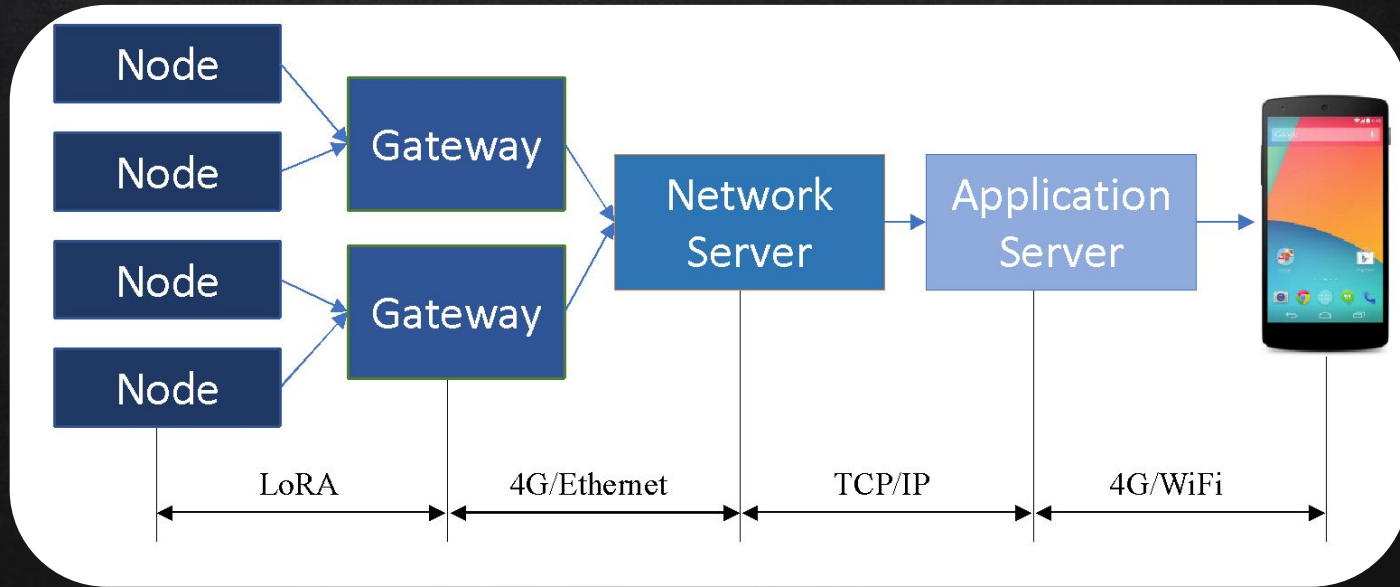 Node
Node
Node
Node
Gateway
Gateway
Network
Server
Application
Server
LoRA
4G/Ethernet
TCP/IP
4G/WiFi